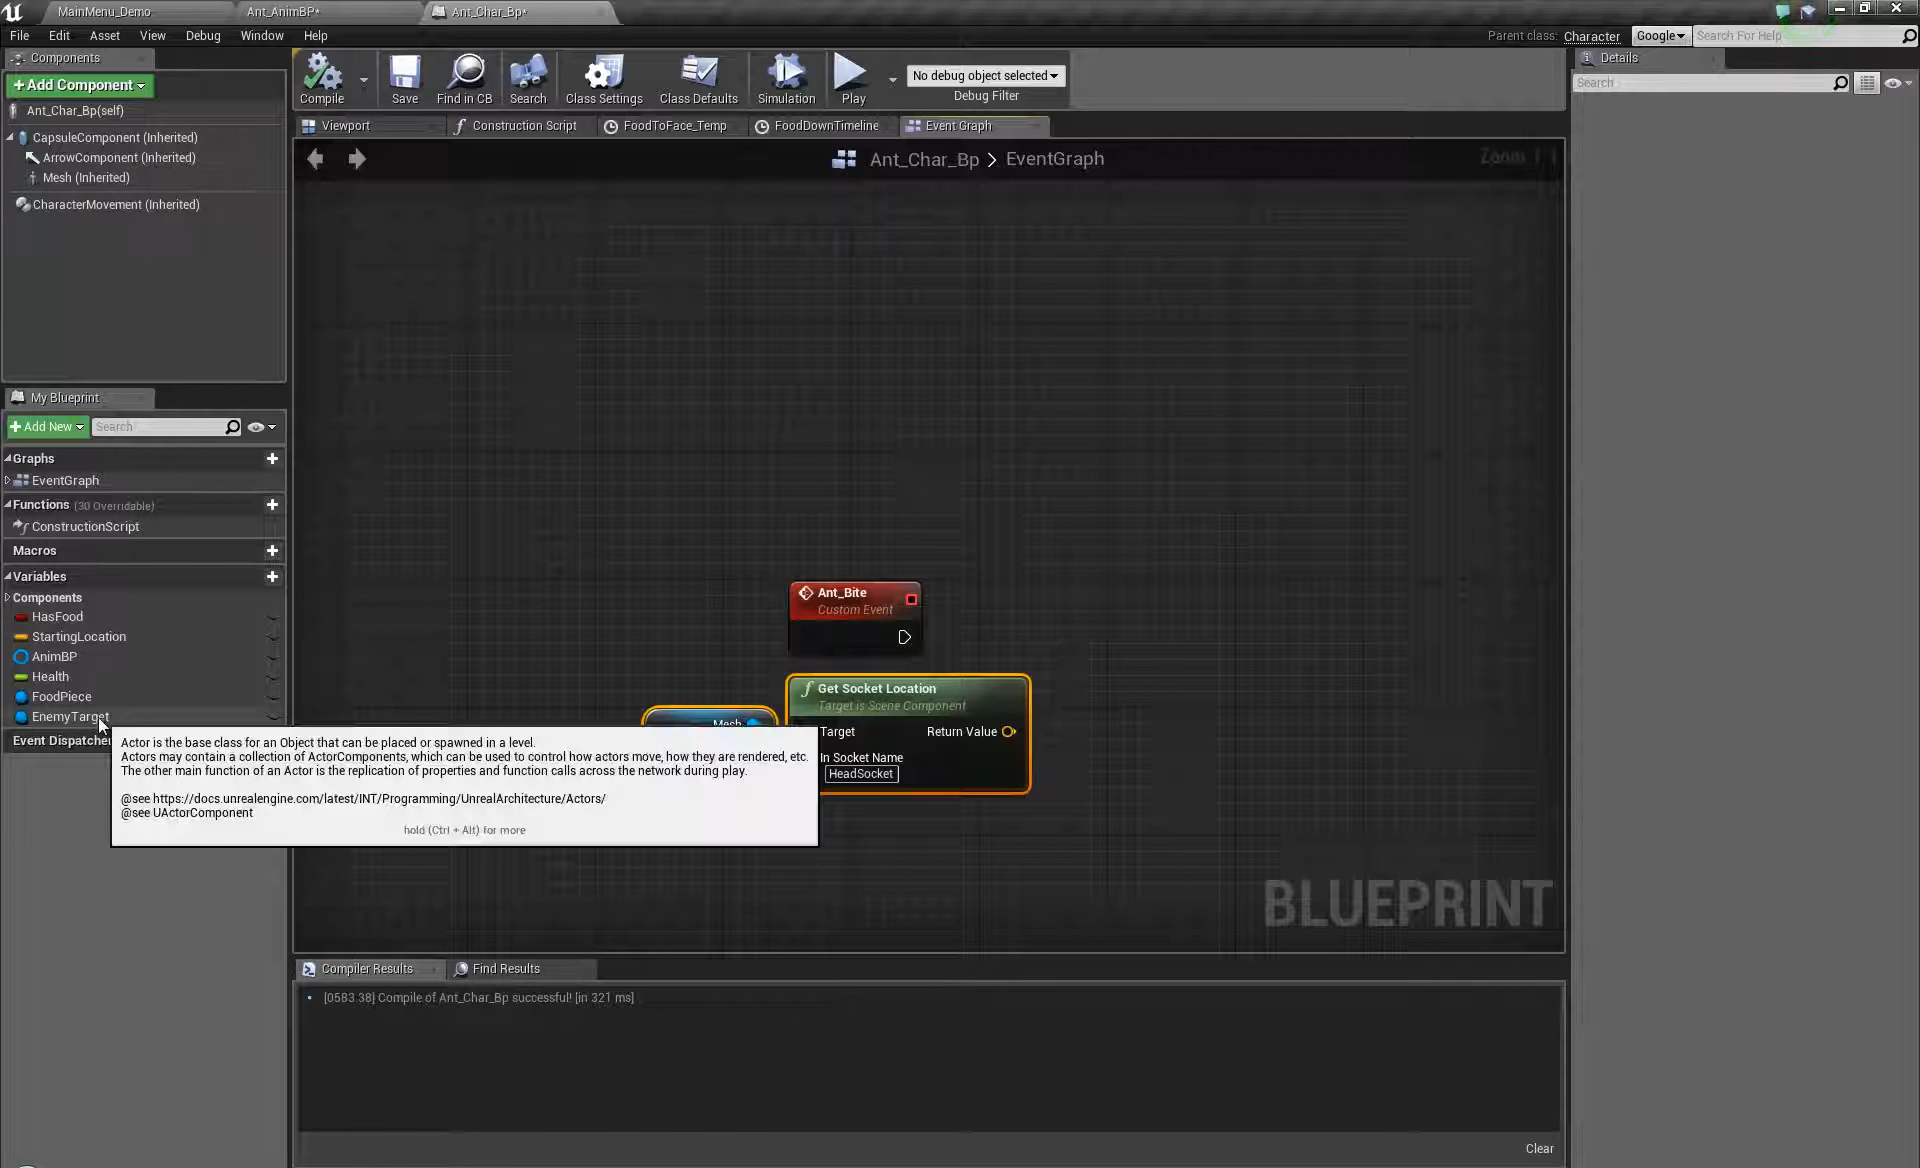 MainMenu_Demo
Ant_AnimBP*
Ant_Char_Bp*
File Edit Asset View Debug Window Help
Parent class: Character
Google
Search For Help
Components
Add Component
Ant_Char_Bp(self)
CapsuleComponent (Inherited)
ArrowComponent (Inherited)
Mesh (Inherited)
CharacterMovement (Inherited)
Compile
Save
Find in CB
Search
Class Settings
Class Defaults
Simulation
Play
No debug object selected
Debug Filter
Details
Search
Viewport
Construction Script
FoodToFace_Temp
FoodDownTimeline
Event Graph
Ant_Char_Bp > EventGraph
Zoom 1:1
My Blueprint
Add New
Search
Graphs
EventGraph
Functions (30 Overridable)
ConstructionScript
Macros
Variables
Components
HasFood
StartingLocation
AnimBP
Health
FoodPiece
EnemyTarget
Event Dispatcher
Ant_Bite
Custom Event
Get Socket Location
Target is Scene Component
Mesh
Target
Return Value
In Socket Name
HeadSocket
Actor is the base class for an Object that can be placed or spawned in a level.
Actors may contain a collection of ActorComponents, which can be used to control how actors move, how they are rendered, etc.
The other main function of an Actor is the replication of properties and function calls across the network during play.
@see https://docs.unrealengine.com/latest/INT/Programming/UnrealArchitecture/Actors/
@see UActorComponent
hold (Ctrl + Alt) for more
BLUEPRINT
Compiler Results
Find Results
[0583.38] Compile of Ant_Char_Bp successful! [in 321 ms]
Clear